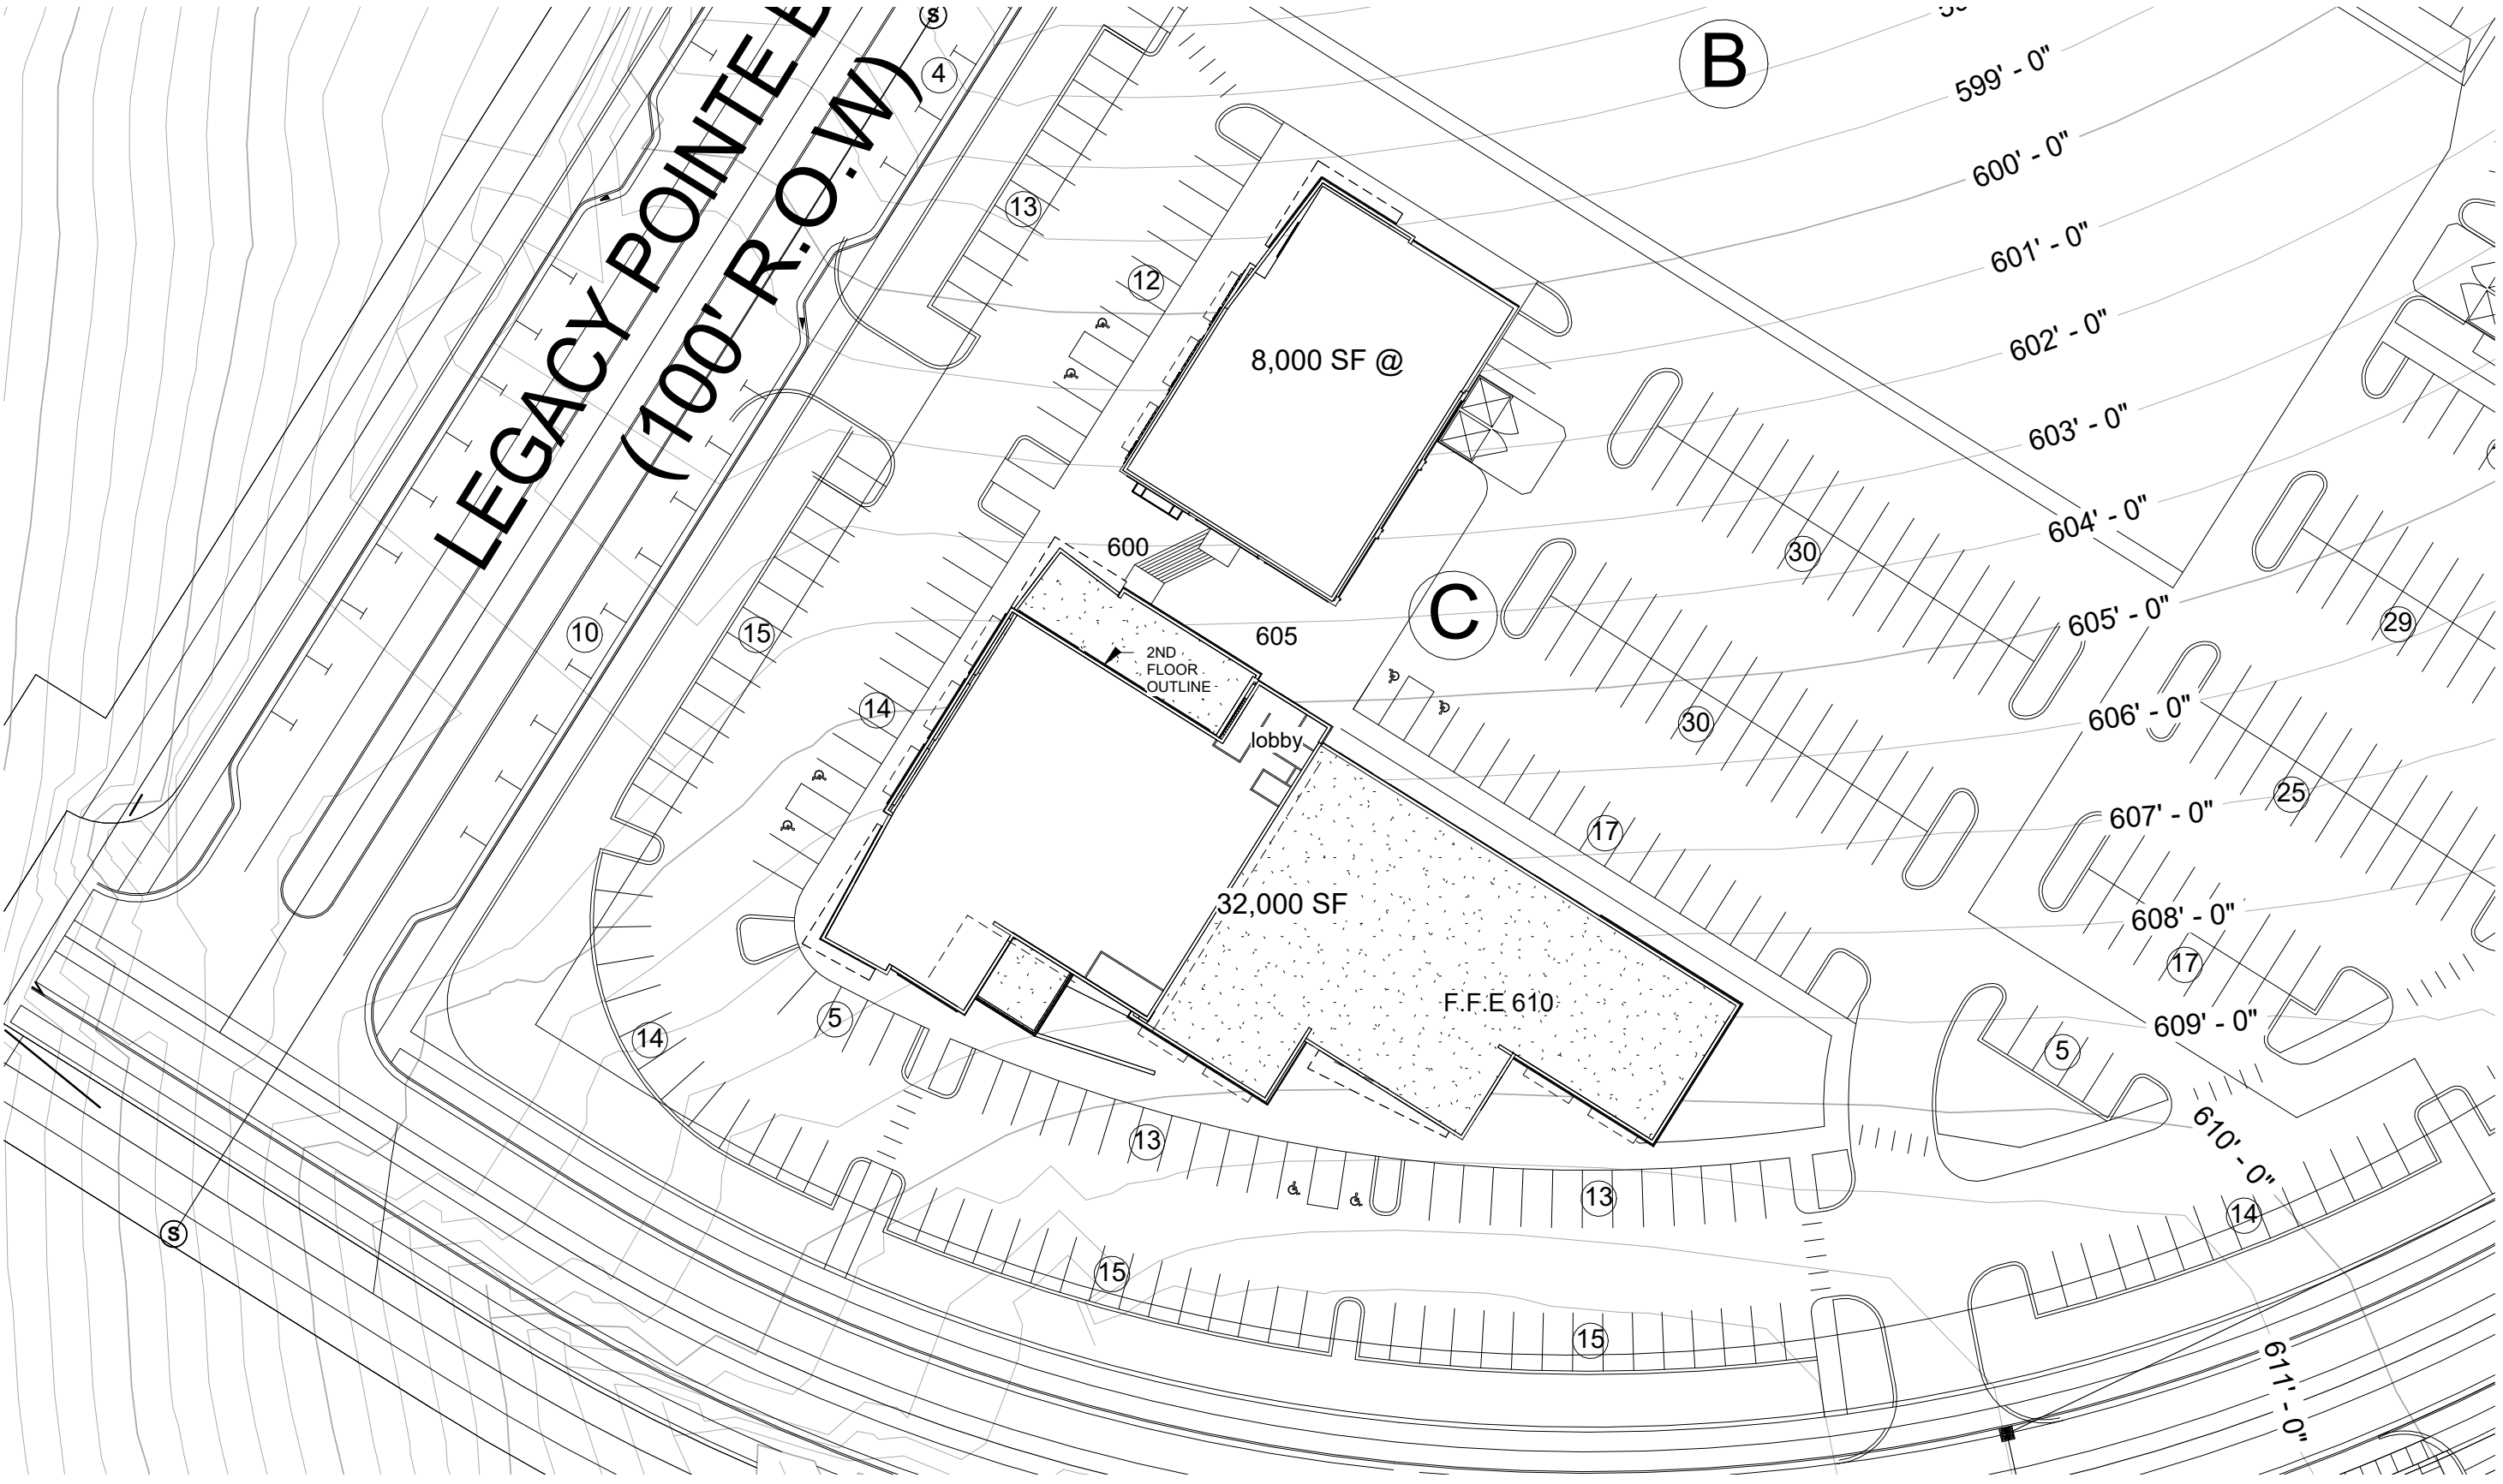 LEGACY POINTE B
(100' R.O.W)
S
4
B
599' - 0"
600' - 0"
601' - 0"
602' - 0"
603' - 0"
604' - 0"
605' - 0"
606' - 0"
607' - 0"
608' - 0"
609' - 0"
610' - 0"
611' - 0"
13
12
8,000 SF @
600
605
C
30
30
29
25
17
17
10
15
14
2ND
FLOOR
OUTLINE
lobby
32,000 SF
F.F.E 610
5
14
5
13
13
14
15
15
S